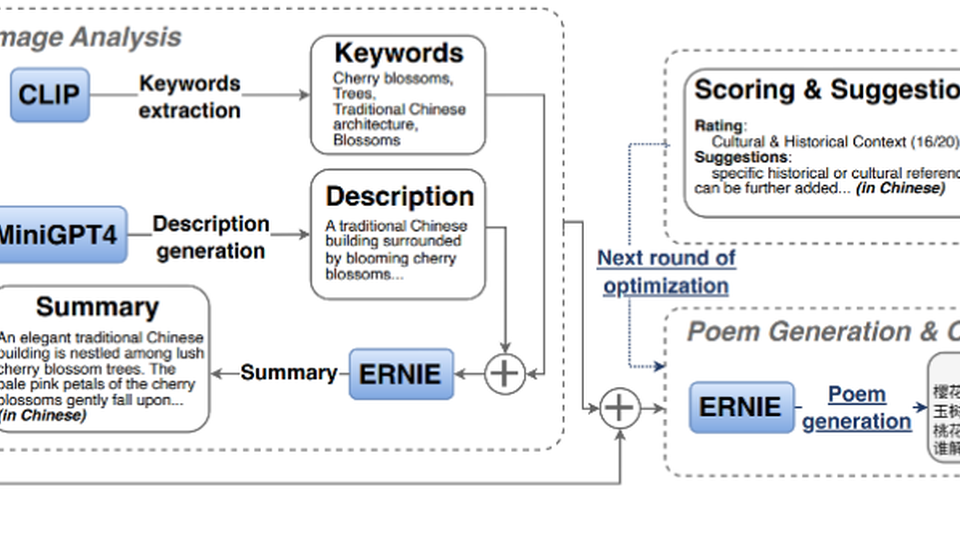 mage Analysis
CLIP
Keywords
extraction
Keywords
Cherry blossoms,
Trees,
Traditional Chinese
architecture,
Blossoms
MiniGPT4
Description
generation
Description
A traditional Chinese
building surrounded
by blooming cherry
blossoms...
Summary
An elegant traditional Chinese
building is nestled among lush
cherry blossom trees. The
pale pink petals of the cherry
blossoms gently fall upon...
(in Chinese)
Summary
ERNIE
Next round of
optimization
Scoring & Suggestio
Rating:
Cultural & Historical Context (16/20)
Suggestions:
specific historical or cultural referenc
can be further added... (in Chinese)
Poem Generation & C
ERNIE
Poem
generation
樱花
玉树
桃花
谁解